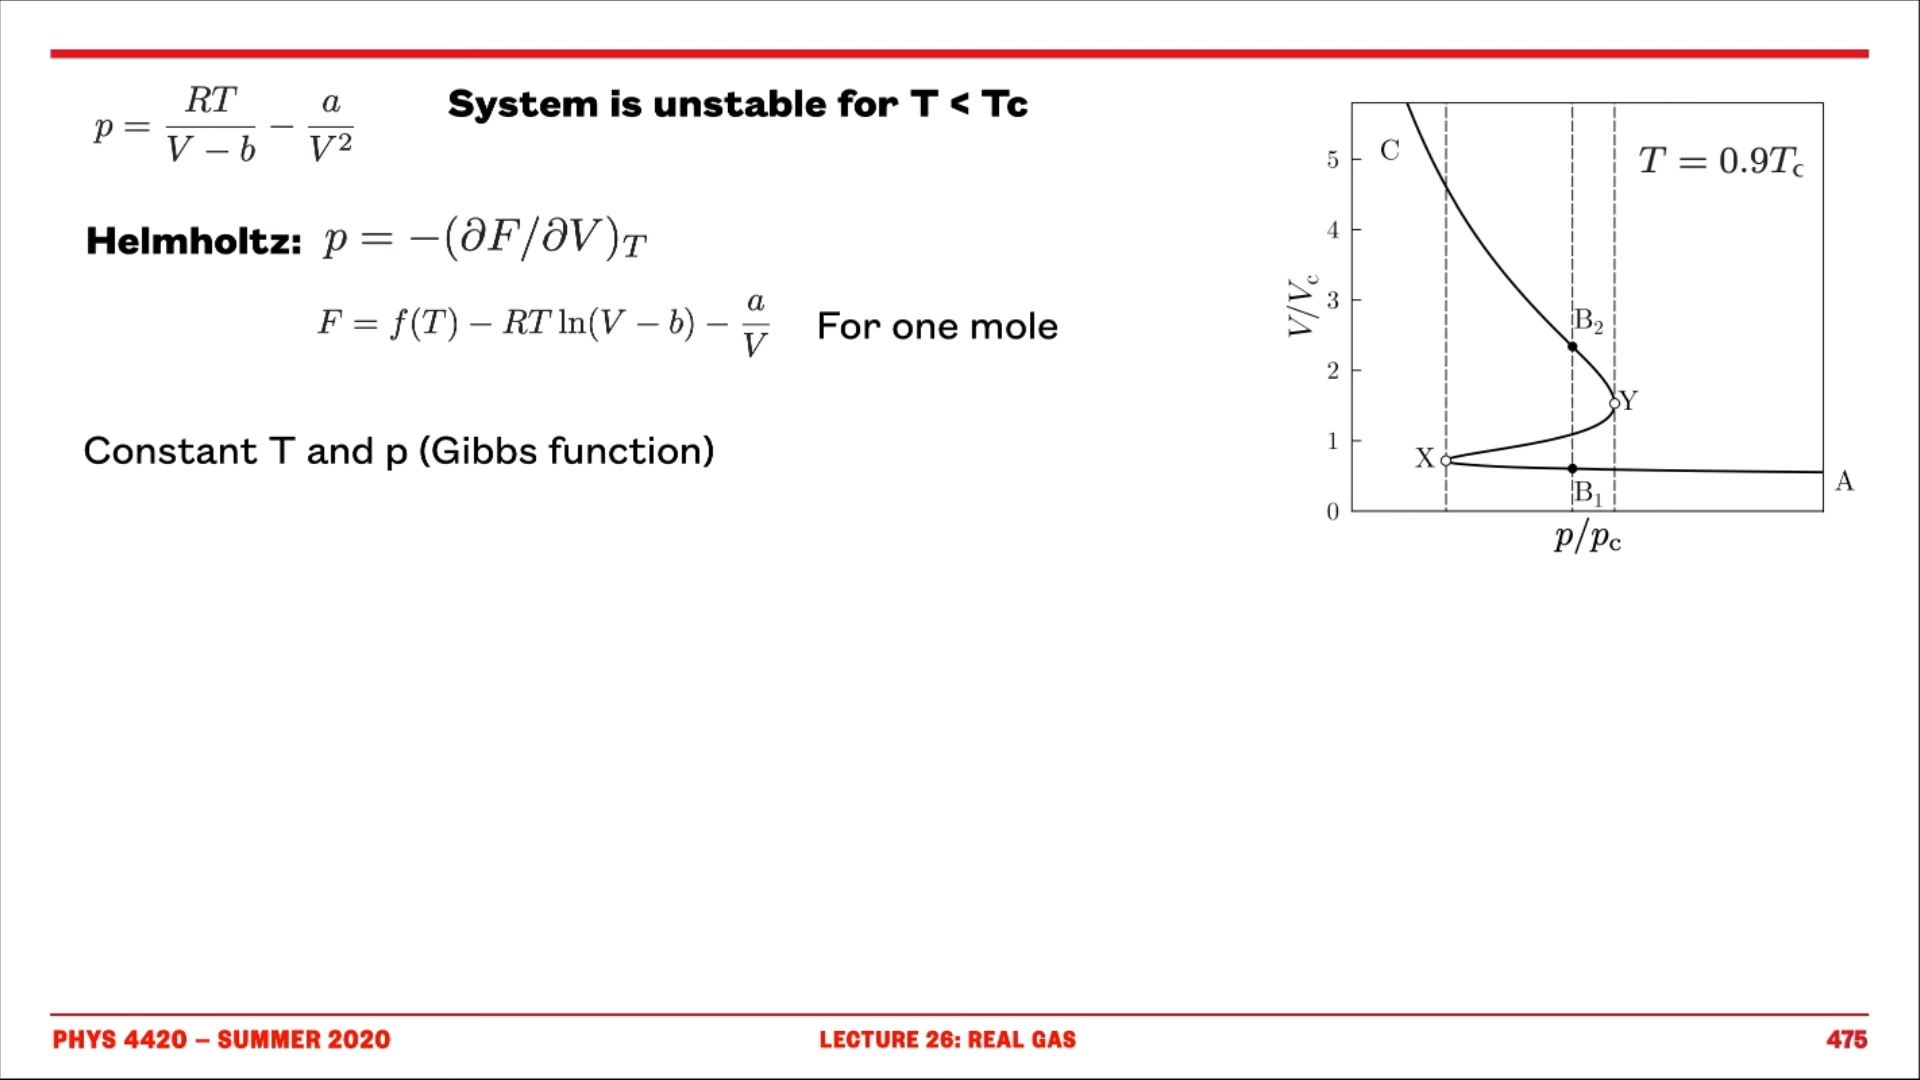 p = RT/(V − b) − a/V²
System is unstable for T < Tc
Helmholtz: p = −(∂F/∂V)_T
F = f(T) − RT ln(V − b) − a/V
For one mole
Constant T and p (Gibbs function)
T = 0.9T_c
C
5
4
V/V_c
3
B₂
2
Y
1
X
A
B₁
0
p/p_c
PHYS 4420 – SUMMER 2020
LECTURE 26: REAL GAS
475